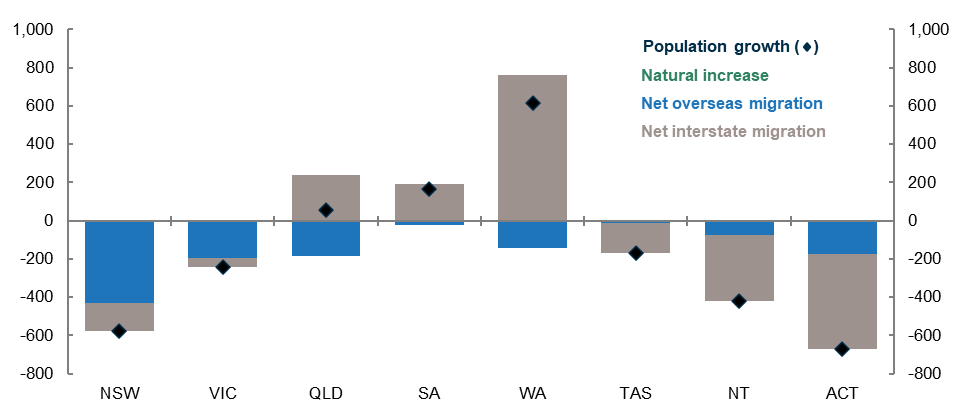 1,000 1,000
Population growth (♦)
800 800
Natural increase
600 Net overseas migration 600
Net interstate migration
400 400
200 200
0 0
-200 -200
-400 -400
-600 -600
-800 -800
NSW VIC QLD SA WA TAS NT ACT